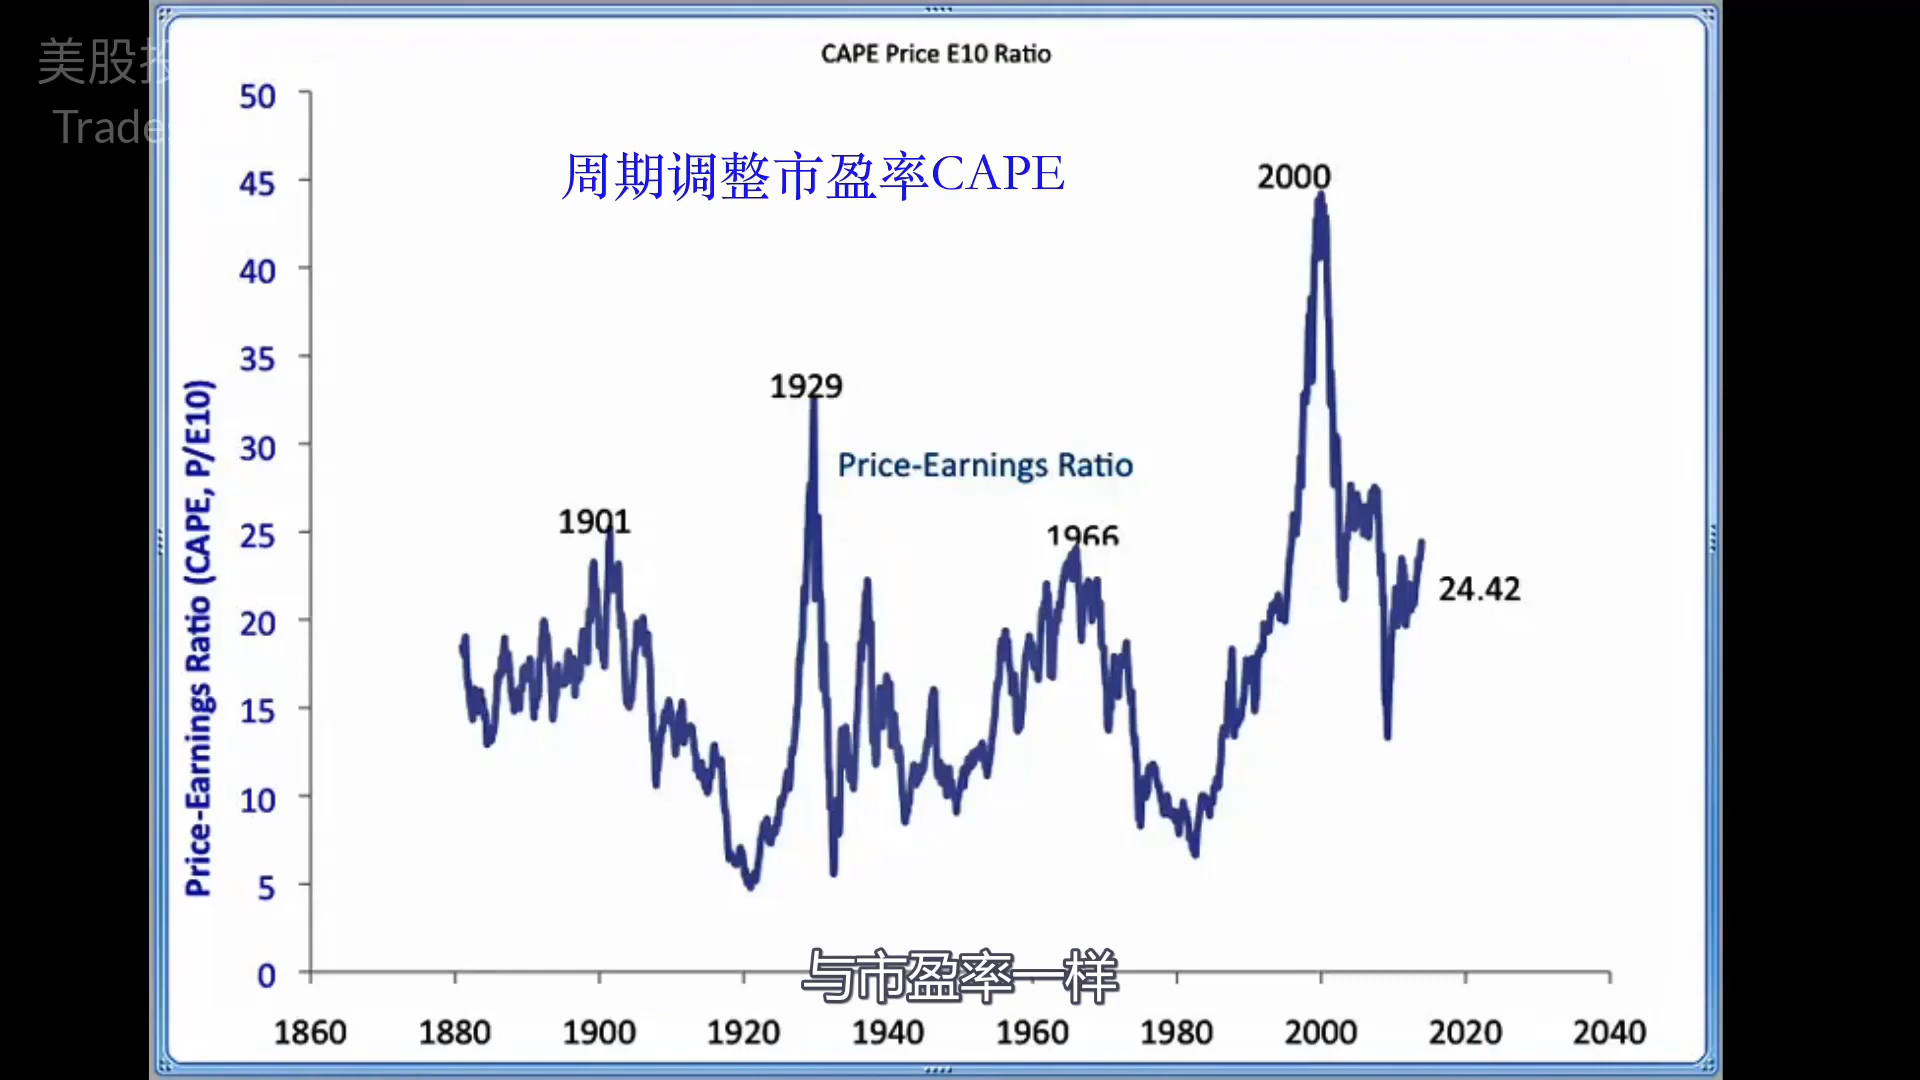 CAPE Price E10 Ratio
美股投
Trade
周期调整市盈率CAPE
50
45
40
35
30
25
20
15
10
5
0
Price-Earnings Ratio (CAPE, P/E10)
2000
1929
Price-Earnings Ratio
1901
1966
24.42
与市盈率一样
1860 1880 1900 1920 1940 1960 1980 2000 2020 2040